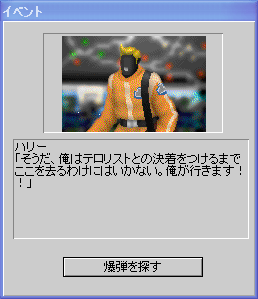 イベント
ハリー
「そうだ、俺はテロリストとの決着をつけるまで
ここを去るわけにはいかない。俺が行きます!
!」
爆弾を探す